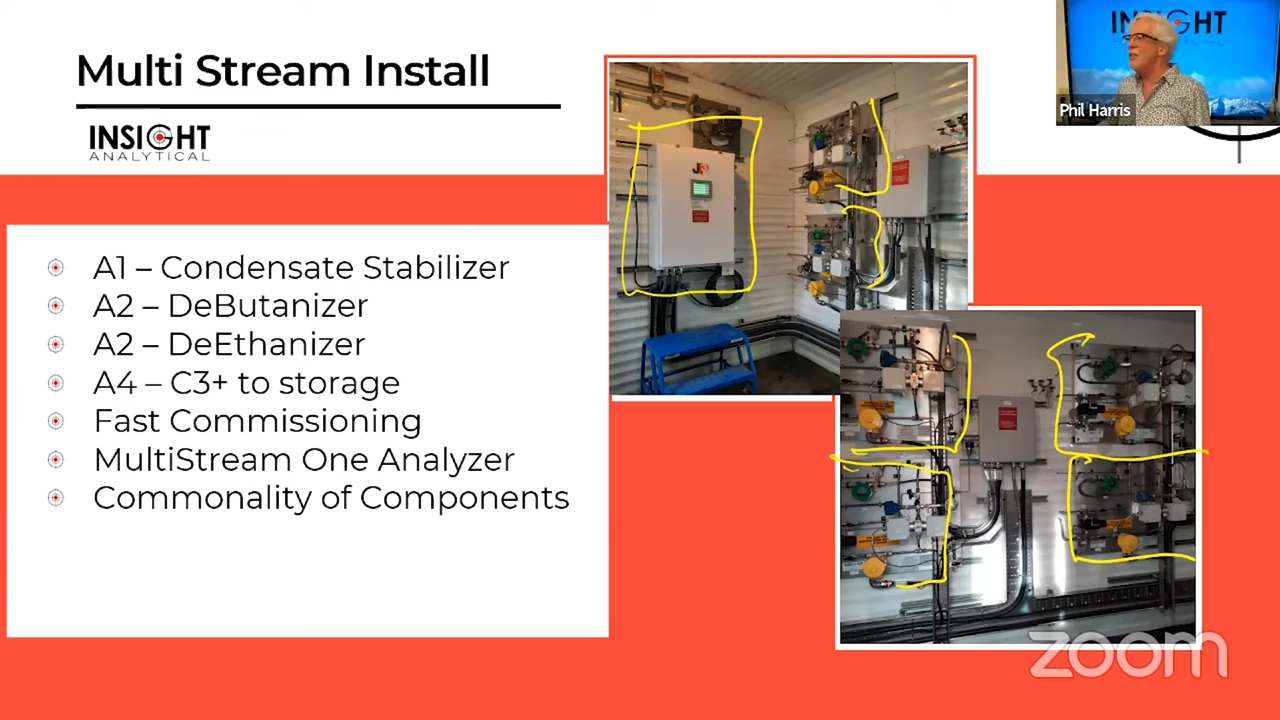 Multi Stream Install
INSIGHT
ANALYTICAL
A1 – Condensate Stabilizer
A2 – DeButanizer
A2 – DeEthanizer
A4 – C3+ to storage
Fast Commissioning
MultiStream One Analyzer
Commonality of Components
INSIGHT
ANALYTICAL
Phil Harris
zoom